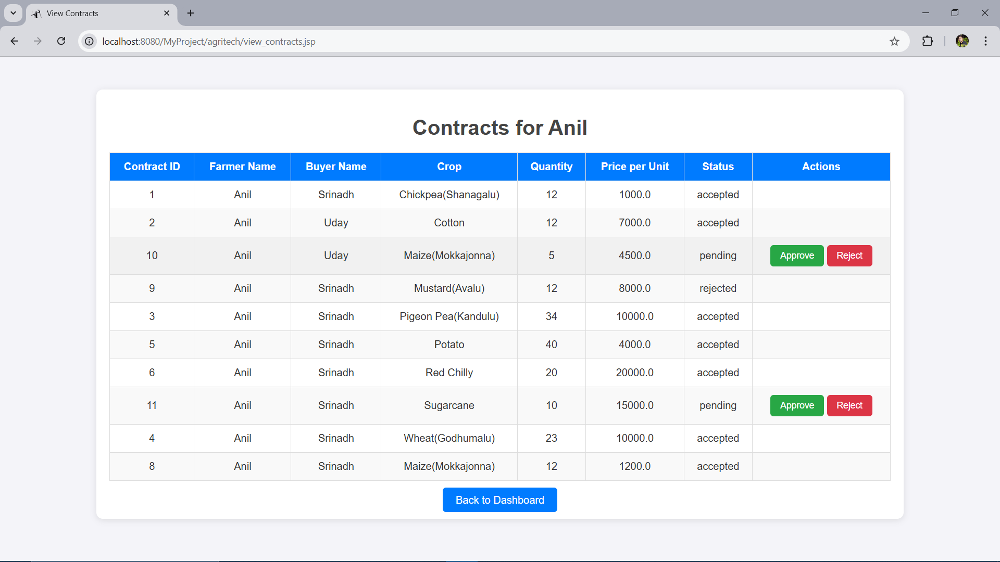 View Contracts
localhost:8080/MyProject/agritech/view_contracts.jsp
Contracts for Anil
Contract ID Farmer Name Buyer Name Crop Quantity Price per Unit Status Actions
1 Anil Srinadh Chickpea(Shanagalu) 12 1000.0 accepted
2 Anil Uday Cotton 12 7000.0 accepted
10 Anil Uday Maize(Mokkajonna) 5 4500.0 pending Approve Reject
9 Anil Srinadh Mustard(Avalu) 12 8000.0 rejected
3 Anil Srinadh Pigeon Pea(Kandulu) 34 10000.0 accepted
5 Anil Srinadh Potato 40 4000.0 accepted
6 Anil Srinadh Red Chilly 20 20000.0 accepted
11 Anil Srinadh Sugarcane 10 15000.0 pending Approve Reject
4 Anil Srinadh Wheat(Godhumalu) 23 10000.0 accepted
8 Anil Srinadh Maize(Mokkajonna) 12 1200.0 accepted
Back to Dashboard